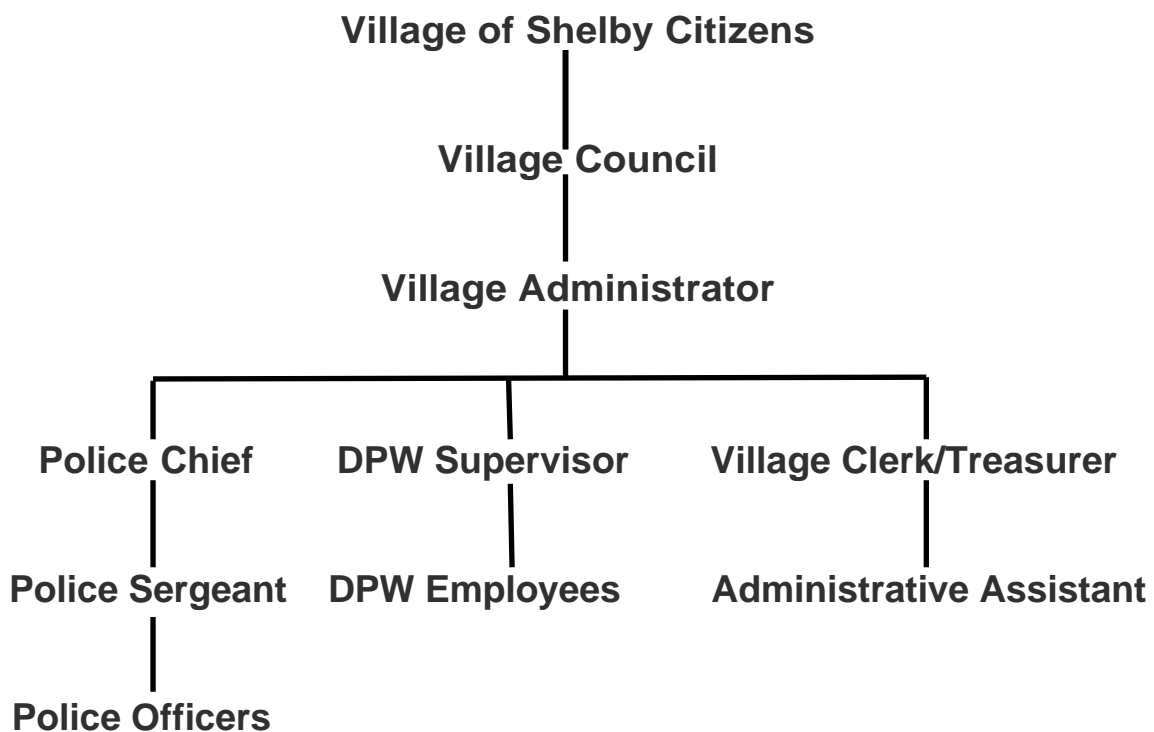 Village of Shelby Citizens
Village Council
Village Administrator
Police Chief
DPW Supervisor
Village Clerk/Treasurer
Police Sergeant
DPW Employees
Administrative Assistant
Police Officers